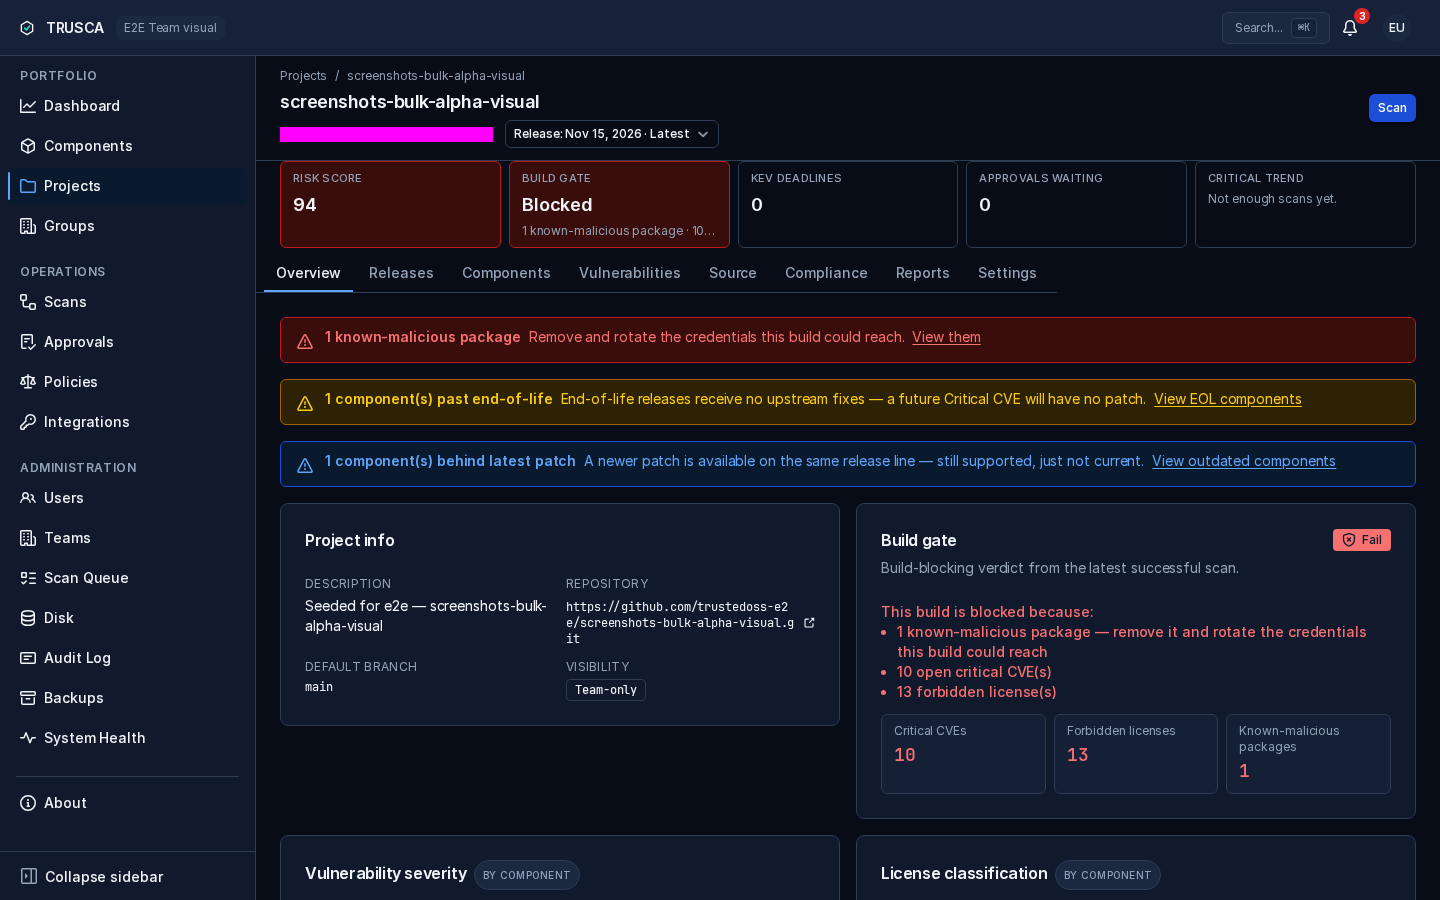 TRUSCA
E2E Team visual
Search...
⌘K
3
EU
PORTFOLIO
Dashboard
Components
Projects
Groups
OPERATIONS
Scans
Approvals
Policies
Integrations
ADMINISTRATION
Users
Teams
Scan Queue
Disk
Audit Log
Backups
System Health
About
Collapse sidebar
Projects / screenshots-bulk-alpha-visual
screenshots-bulk-alpha-visual
Release: Nov 15, 2026 · Latest
Scan
RISK SCORE
94
BUILD GATE
Blocked
1 known-malicious package · 10…
KEV DEADLINES
0
APPROVALS WAITING
0
CRITICAL TREND
Not enough scans yet.
Overview
Releases
Components
Vulnerabilities
Source
Compliance
Reports
Settings
1 known-malicious package Remove and rotate the credentials this build could reach. View them
1 component(s) past end-of-life End-of-life releases receive no upstream fixes — a future Critical CVE will have no patch. View EOL components
1 component(s) behind latest patch A newer patch is available on the same release line — still supported, just not current. View outdated components
Project info
DESCRIPTION
Seeded for e2e — screenshots-bulk-
alpha-visual
REPOSITORY
https://github.com/trustedoss-e2
e/screenshots-bulk-alpha-visual.g
it
DEFAULT BRANCH
main
VISIBILITY
Team-only
Build gate
Fail
Build-blocking verdict from the latest successful scan.
This build is blocked because:
• 1 known-malicious package — remove it and rotate the credentials
this build could reach
• 10 open critical CVE(s)
• 13 forbidden license(s)
Critical CVEs
10
Forbidden licenses
13
Known-malicious
packages
1
Vulnerability severity
BY COMPONENT
License classification
BY COMPONENT